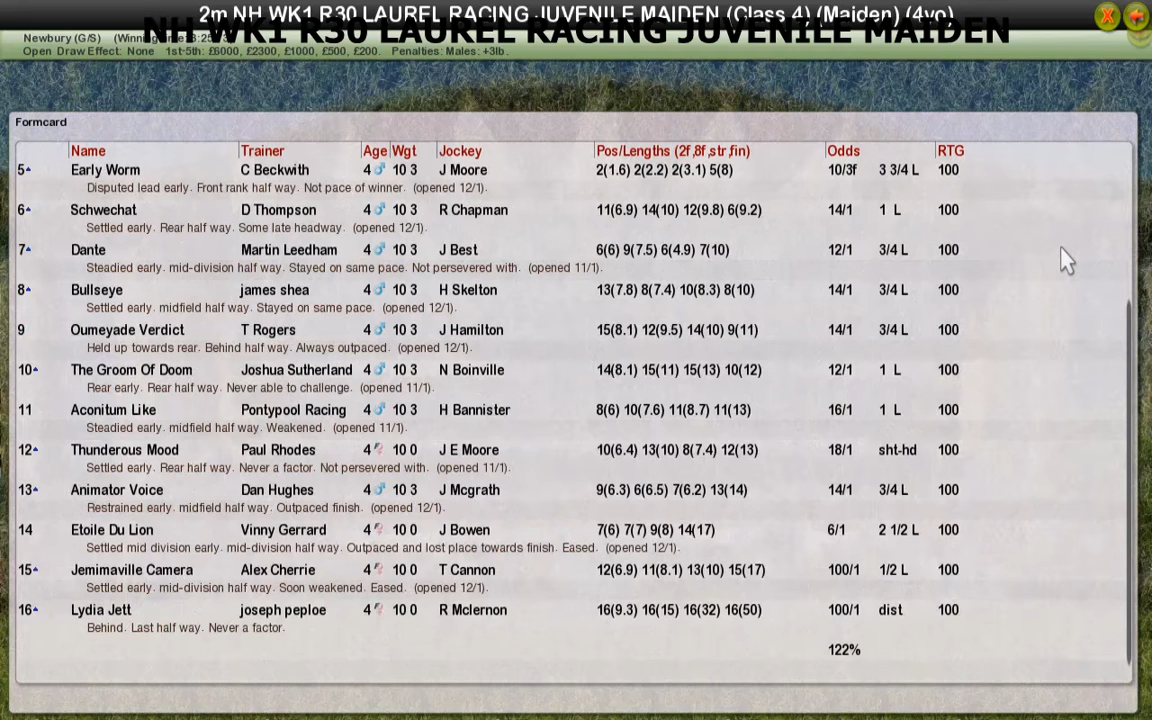 2m NH WK1 R30 LAUREL RACING JUVENILE MAIDEN (Class 4) (Maiden) (4yo)
NH WK1 R30 LAUREL RACING JUVENILE MAIDEN
Newbury (G/S) (Winning
Open Draw Effect: None 1st-5th: £6000, £2300, £1000, £500, £200. Penalties: Males: +3lb.
Formcard
Name Trainer Age Wgt Jockey Pos/Lengths (2f,8f,str,fin) Odds RTG
5 Early Worm C Beckwith 4 10 3 J Moore 2(1.6) 2(2.2) 2(3.1) 5(8) 10/3f 3 3/4 L 100
Disputed lead early. Front rank half way. Not pace of winner. (opened 12/1).
6 Schwechat D Thompson 4 10 3 R Chapman 11(6.9) 14(10) 12(9.8) 6(9.2) 14/1 1 L 100
Settled early. Rear half way. Some late headway. (opened 12/1).
7 Dante Martin Leedham 4 10 3 J Best 6(6) 9(7.5) 6(4.9) 7(10) 12/1 3/4 L 100
Steadied early. mid-division half way. Stayed on same pace. Not persevered with. (opened 11/1).
8 Bullseye james shea 4 10 3 H Skelton 13(7.8) 8(7.4) 10(8.3) 8(10) 14/1 3/4 L 100
Settled early. midfield half way. Stayed on same pace. (opened 12/1).
9 Oumeyade Verdict T Rogers 4 10 3 J Hamilton 15(8.1) 12(9.5) 14(10) 9(11) 14/1 3/4 L 100
Held up towards rear. Behind half way. Always outpaced. (opened 12/1).
10 The Groom Of Doom Joshua Sutherland 4 10 3 N Boinville 14(8.1) 15(11) 15(13) 10(12) 12/1 1 L 100
Rear early. Rear half way. Never able to challenge. (opened 11/1).
11 Aconitum Like Pontypool Racing 4 10 3 H Bannister 8(6) 10(7.6) 11(8.7) 11(13) 16/1 1 L 100
Steadied early. midfield half way. Weakened. (opened 11/1).
12 Thunderous Mood Paul Rhodes 4 10 0 J E Moore 10(6.4) 13(10) 8(7.4) 12(13) 18/1 sht-hd 100
Settled early. Rear half way. Never a factor. Not persevered with. (opened 11/1).
13 Animator Voice Dan Hughes 4 10 3 J Mcgrath 9(6.3) 6(6.5) 7(6.2) 13(14) 14/1 3/4 L 100
Restrained early. midfield half way. Outpaced finish. (opened 12/1).
14 Etoile Du Lion Vinny Gerrard 4 10 0 J Bowen 7(6) 7(7) 9(8) 14(17) 6/1 2 1/2 L 100
Settled mid division early. mid-division half way. Outpaced and lost place towards finish. Eased. (opened 12/1).
15 Jemimaville Camera Alex Cherrie 4 10 0 T Cannon 12(6.9) 11(8.1) 13(10) 15(17) 100/1 1/2 L 100
Settled early. mid-division half way. Soon weakened. Eased. (opened 12/1).
16 Lydia Jett joseph peploe 4 10 0 R Mclernon 16(9.3) 16(15) 16(32) 16(50) 100/1 dist 100
Behind. Last half way. Never a factor.
122%